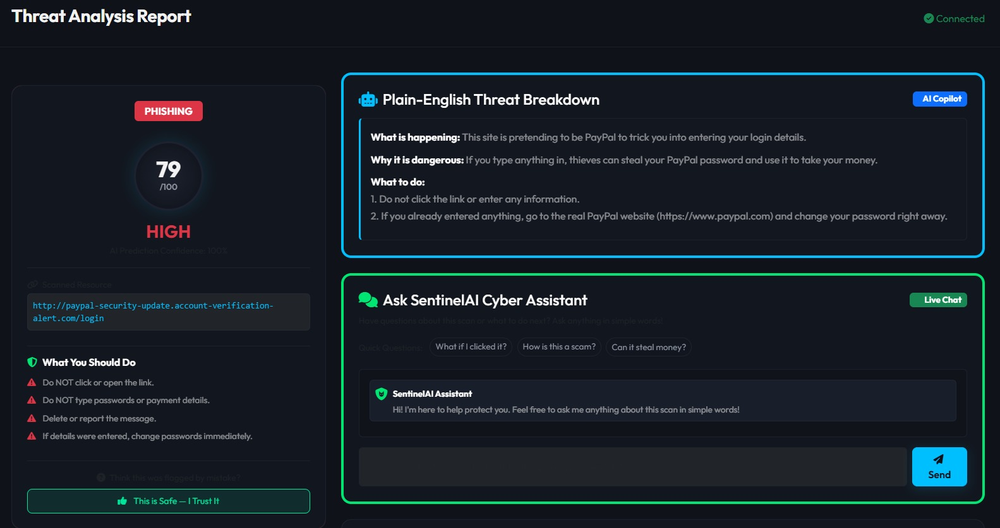 Threat Analysis Report
Connected
PHISHING
79
/100
HIGH
AI Prediction Confidence: 100%
Scanned Resource
http://paypal-security-update.account-verification-
alert.com/login
What You Should Do
Do NOT click or open the link.
Do NOT type passwords or payment details.
Delete or report the message.
If details were entered, change passwords immediately.
Think this was flagged by mistake?
This is Safe — I Trust It
Plain-English Threat Breakdown
AI Copilot
What is happening: This site is pretending to be PayPal to trick you into entering your login details.
Why it is dangerous: If you type anything in, thieves can steal your PayPal password and use it to take your money.
What to do:
1. Do not click the link or enter any information.
2. If you already entered anything, go to the real PayPal website (https://www.paypal.com) and change your password right away.
Ask SentinelAI Cyber Assistant
Live Chat
Have questions about this scan or what to do next? Ask anything in simple words!
Quick Questions: What if I clicked it? How is this a scam? Can it steal money?
SentinelAI Assistant
Hi! I'm here to help protect you. Feel free to ask me anything about this scan in simple words!
Send